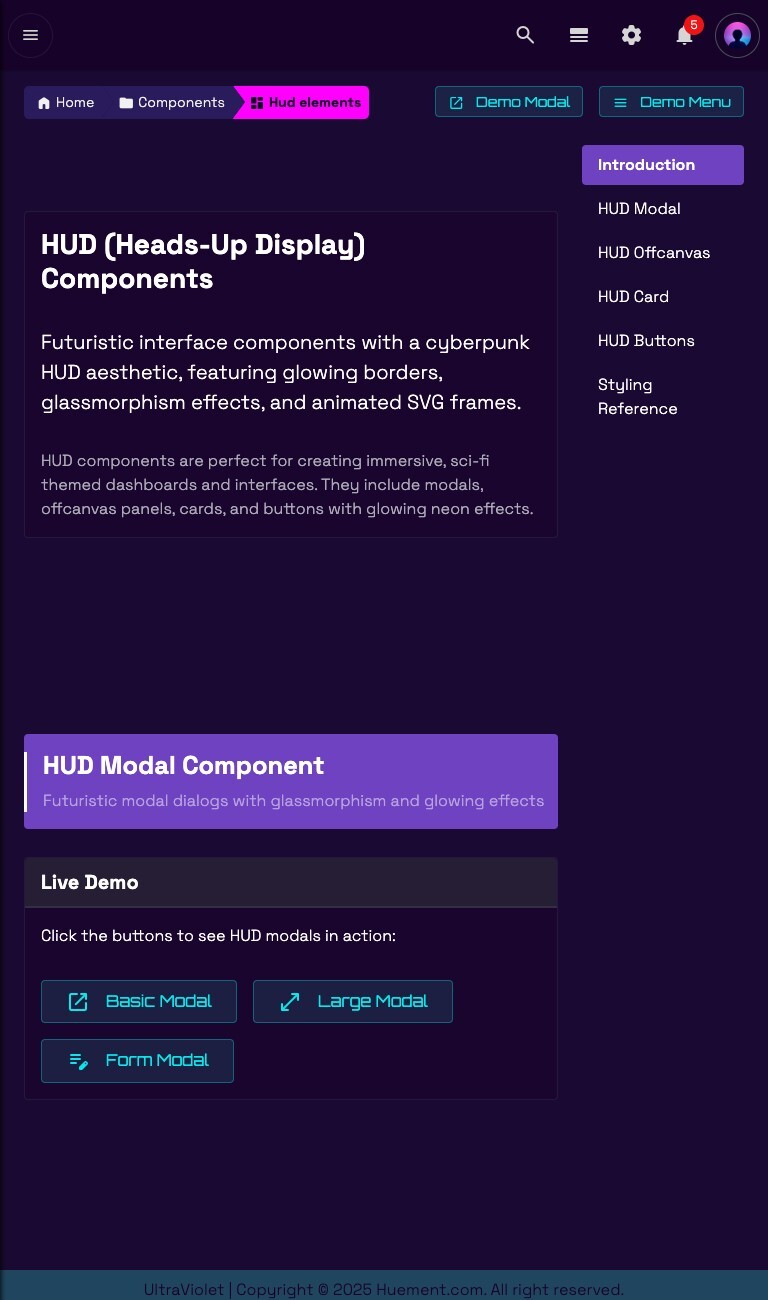 5
Home
Components
Hud elements
Demo Modal
Demo Menu
Introduction
HUD Modal
HUD Offcanvas
HUD Card
HUD Buttons
Styling
Reference
HUD (Heads-Up Display)
Components
Futuristic interface components with a cyberpunk
HUD aesthetic, featuring glowing borders,
glassmorphism effects, and animated SVG frames.
HUD components are perfect for creating immersive, sci-fi
themed dashboards and interfaces. They include modals,
offcanvas panels, cards, and buttons with glowing neon effects.
HUD Modal Component
Futuristic modal dialogs with glassmorphism and glowing effects
Live Demo
Click the buttons to see HUD modals in action:
Basic Modal
Large Modal
Form Modal
UltraViolet | Copyright © 2025 Huement.com. All right reserved.